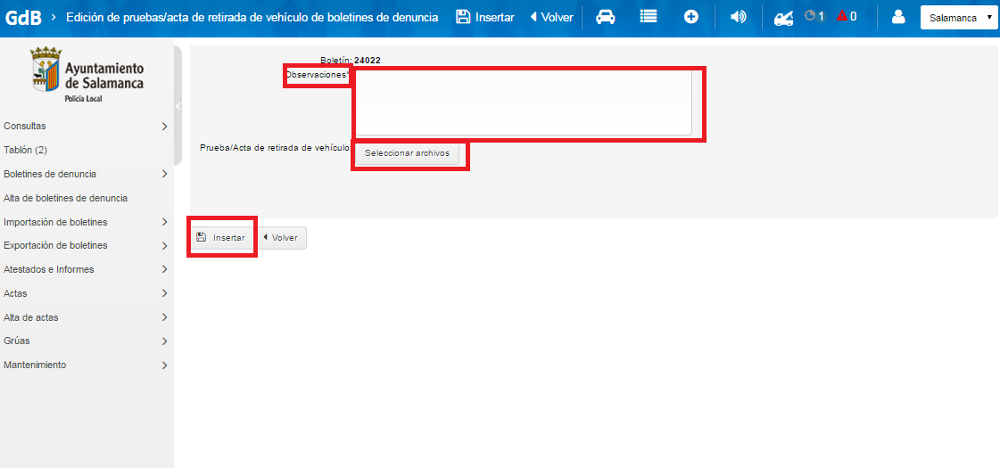 GdB › Edición de pruebas/acta de retirada de vehículo de boletines de denuncia Insertar Volver 1 0 Salamanca
Ayuntamiento
de Salamanca
Policía Local
Consultas
Tablón (2)
Boletines de denuncia
Alta de boletines de denuncia
Importación de boletines
Exportación de boletines
Atestados e Informes
Actas
Alta de actas
Grúas
Mantenimiento
Boletín: 24022
Observaciones*
Prueba/Acta de retirada de vehículo
Seleccionar archivos
Insertar Volver